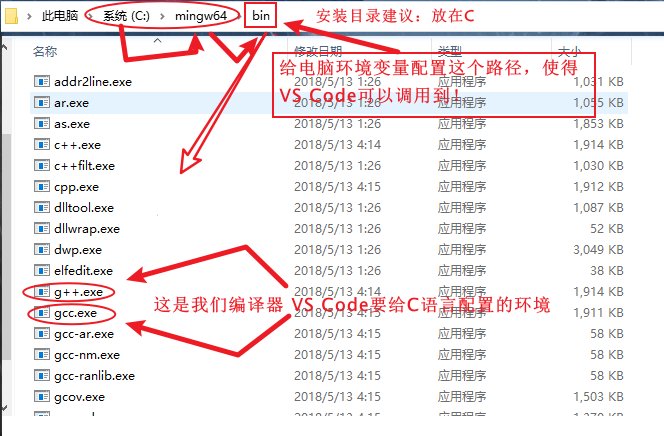 此电脑 › 系统 (C:) › mingw64 › bin 安装目录建议：放在C
名称 修改日期 类型 大小
给电脑环境变量配置这个路径，使得
VS Code可以调用到！
addr2line.exe 2018/5/13 1:26 应用程序 1,031 KB
ar.exe 2018/5/13 1:26 应用程序 1,055 KB
as.exe 2018/5/13 1:26 应用程序 1,853 KB
c++.exe 2018/5/13 4:14 应用程序 1,914 KB
c++filt.exe 2018/5/13 1:26 应用程序 1,030 KB
cpp.exe 2018/5/13 4:15 应用程序 1,912 KB
dlltool.exe 2018/5/13 1:26 应用程序 1,087 KB
dllwrap.exe 2018/5/13 1:26 应用程序 52 KB
dwp.exe 2018/5/13 1:26 应用程序 3,049 KB
elfedit.exe 2018/5/13 1:26 应用程序 38 KB
g++.exe 2018/5/13 4:14 应用程序 1,914 KB
这是我们编译器 VS Code要给C语言配置的环境
gcc.exe 2018/5/13 4:15 应用程序 1,911 KB
gcc-ar.exe 2018/5/13 4:15 应用程序 58 KB
gcc-nm.exe 2018/5/13 4:15 应用程序 58 KB
gcc-ranlib.exe 2018/5/13 4:15 应用程序 58 KB
gcov.exe 2018/5/13 4:15 应用程序 1,503 KB